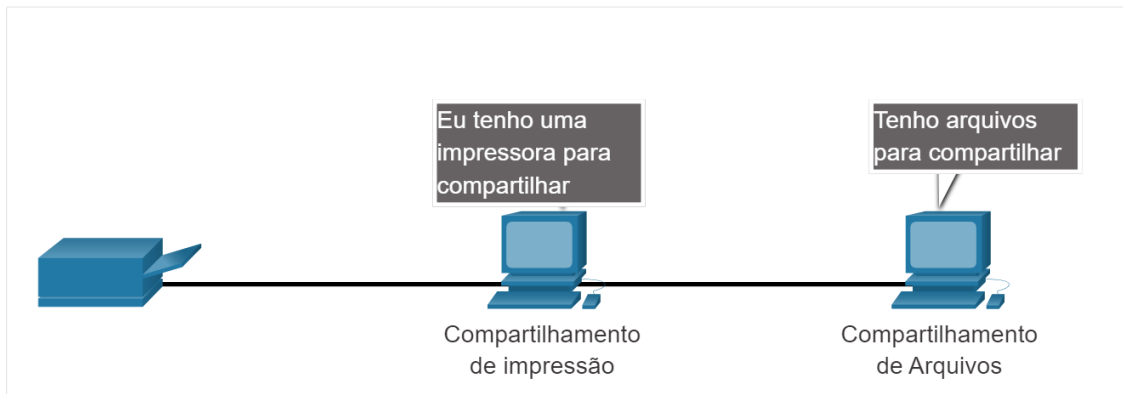 Eu tenho uma
impressora para
compartilhar
Tenho arquivos
para compartilhar
Compartilhamento
de impressão
Compartilhamento
de Arquivos